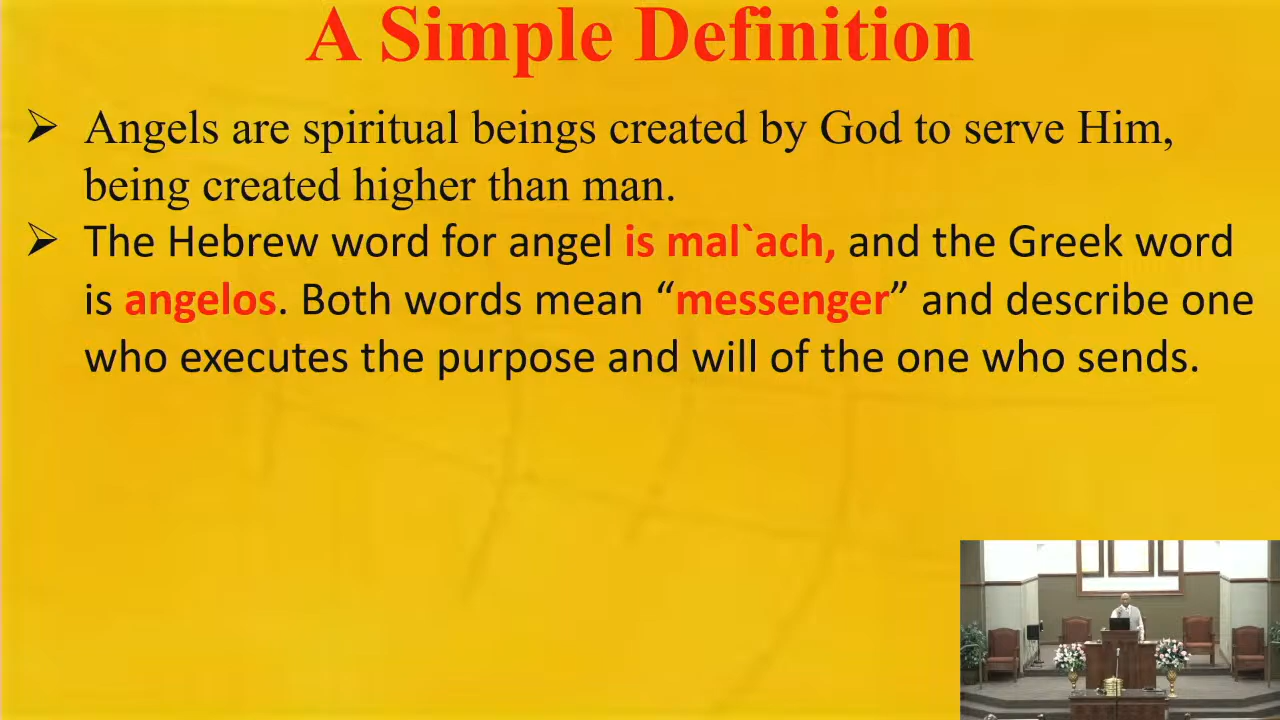 A Simple Definition
➢ Angels are spiritual beings created by God to serve Him,
being created higher than man.
➢ The Hebrew word for angel is mal`ach, and the Greek word
is angelos. Both words mean “messenger” and describe one
who executes the purpose and will of the one who sends.